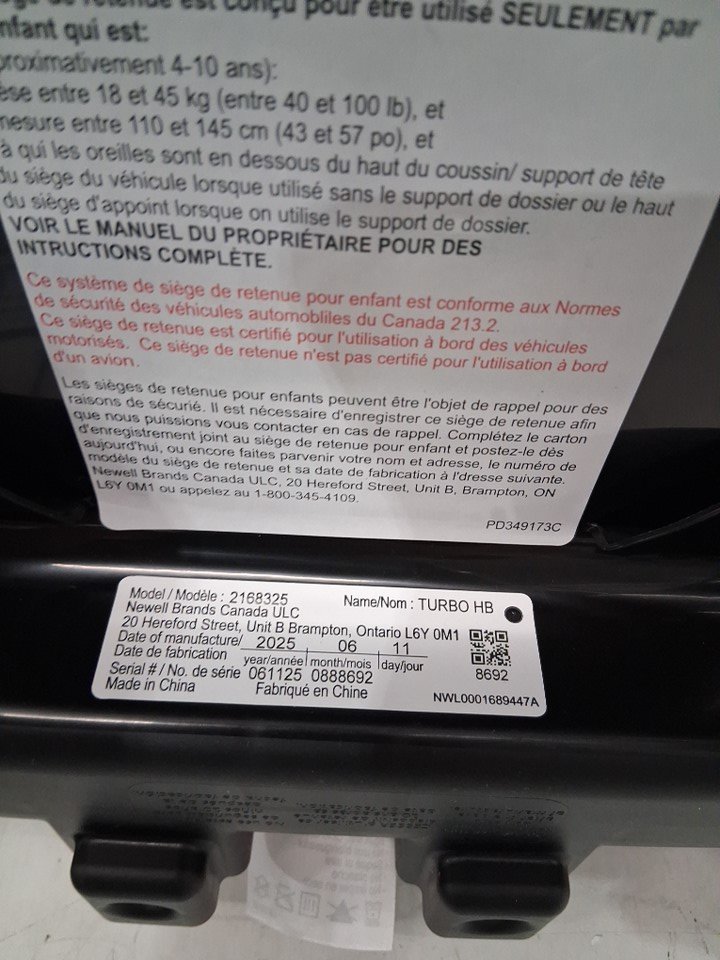 de retenue est conçu pour être utilisé SEULEMENT par
nfant qui est:
proximativement 4-10 ans):
èse entre 18 et 45 kg (entre 40 et 100 lb), et
mesure entre 110 et 145 cm (43 et 57 po), et
à qui les oreilles sont en dessous du haut du coussin/ support de tête
du siège du véhicule lorsque utilisé sans le support de dossier ou le haut
du siège d'appoint lorsque on utilise le support de dossier.
VOIR LE MANUEL DU PROPRIÉTAIRE POUR DES
INTRUCTIONS COMPLÈTE.
Ce système de siège de retenue pour enfant est conforme aux Normes
de sécurité des véhicules automobliles du Canada 213.2.
Ce siège de retenue est certifié pour l'utilisation à bord des véhicules
motorisés. Ce siège de retenue n'est pas certifié pour l'utilisation à bord
d'un avion.
Les sièges de retenue pour enfants peuvent être l'objet de rappel pour des
raisons de sécurié. Il est nécessaire d'enregistrer ce siège de retenue afin
que nous puissions vous contacter en cas de rappel. Complétez le carton
d'enregistrement joint au siège de retenue pour enfant et postez-le dès
aujourd'hui, ou encore faites parvenir votre nom et adresse, le numéro de
modèle du siège de retenue et sa date de fabrication à l'dresse suivante.
Newell Brands Canada ULC, 20 Hereford Street, Unit B, Brampton, ON
L6Y 0M1 ou appelez au 1-800-345-4109.
PD349173C
Model / Modèle : 2168325 Name/Nom : TURBO HB
Newell Brands Canada ULC
20 Hereford Street, Unit B Brampton, Ontario L6Y 0M1
Date of manufacture/ 2025 06 11
Date de fabrication year/année month/mois day/jour
Serial # / No. de série 061125 0888692 8692
Made in China Fabriqué en Chine NWL0001689447A